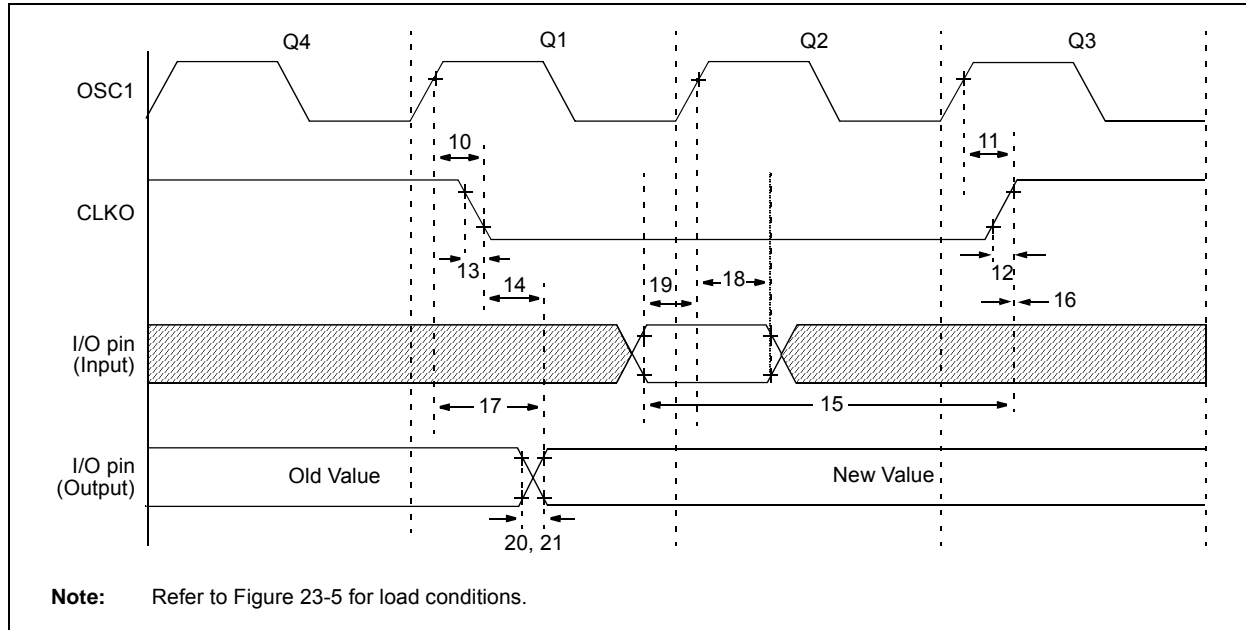 Q4 Q1 Q2 Q3
OSC1
10 11
CLKO
13 12
14 19 18 16
I/O pin
(Input)
17 15
I/O pin
(Output)
Old Value New Value
20, 21
Note: Refer to Figure 23-5 for load conditions.